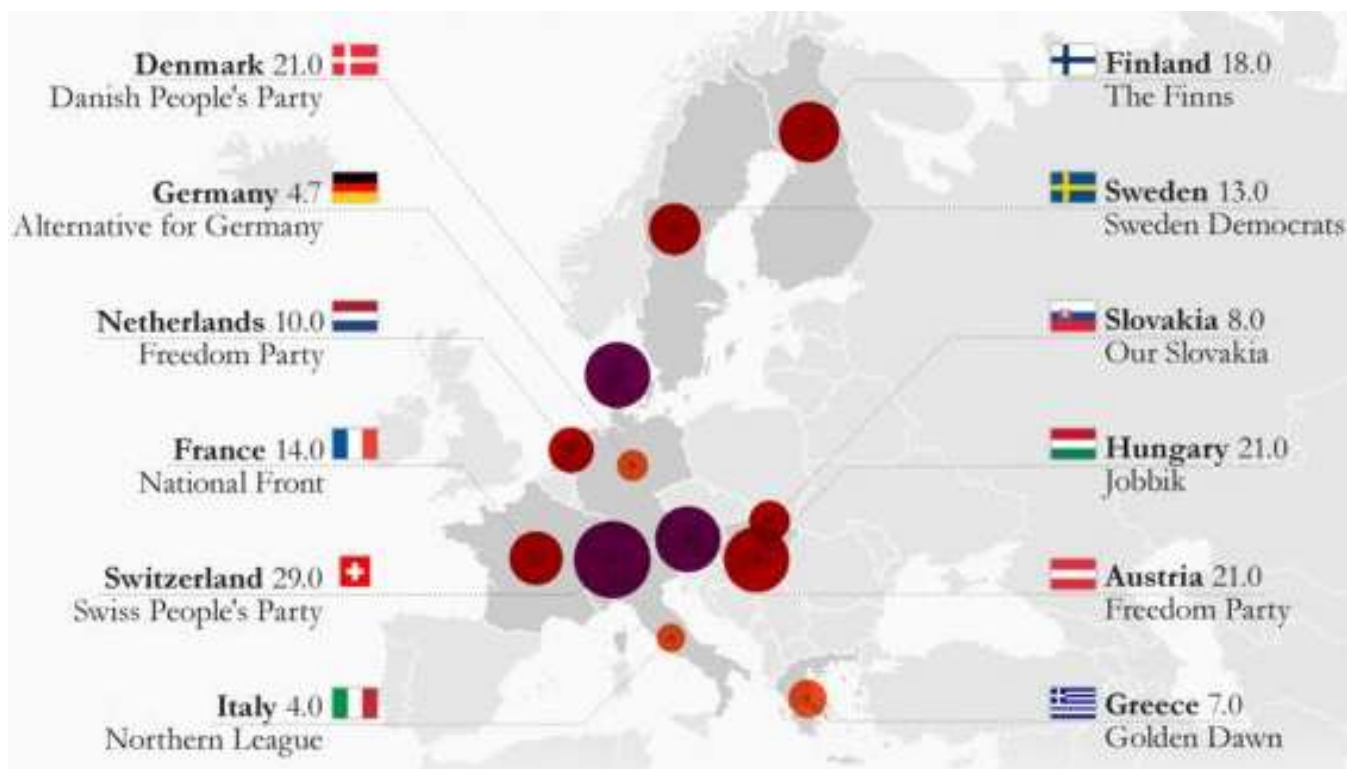 Denmark 21.0
Danish People's Party
Germany 4.7
Alternative for Germany
Netherlands 10.0
Freedom Party
France 14.0
National Front
Switzerland 29.0
Swiss People's Party
Italy 4.0
Northern League
Finland 18.0
The Finns
Sweden 13.0
Sweden Democrats
Slovakia 8.0
Our Slovakia
Hungary 21.0
Jobbik
Austria 21.0
Freedom Party
Greece 7.0
Golden Dawn